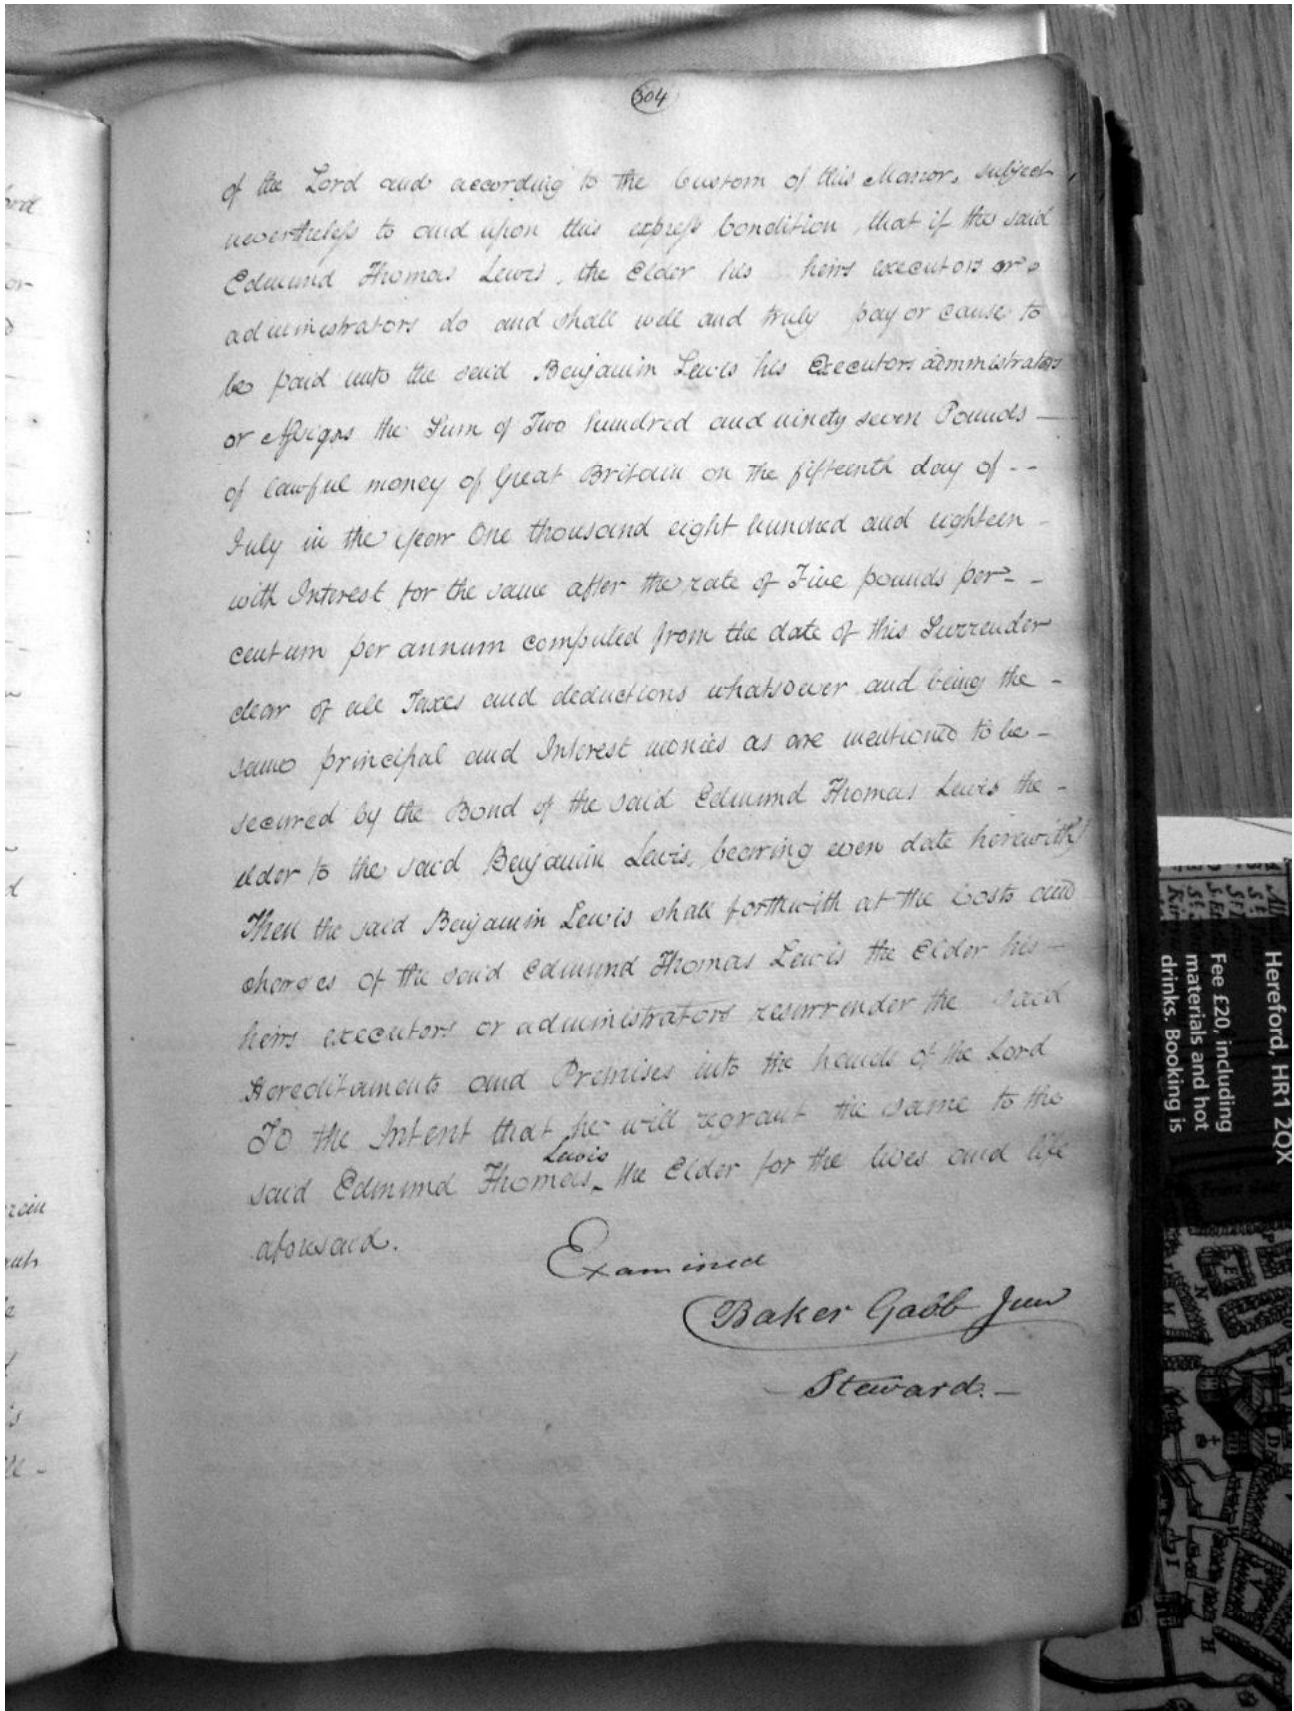 304
of the Lord and according to the Custom of this Manor, subject,
nevertheless to and upon this express Condition, that if the said
Edmund Thomas Lewis, the Elder his heirs executors or
administrators do and shall well and truly pay or cause to
be paid unto the said Benjamin Lewis his Executors administrators
or Assigns the Sum of Two hundred and ninety seven Pounds —
of lawful money of Great Britain on the fifteenth day of - -
July in the year One thousand eight hundred and eighteen -
with Interest for the same after the rate of Five pounds per - -
centum per annum computed from the date of this Surrender
clear of all Taxes and deductions whatsoever and being the -
same principal and Interest monies as are mentioned to be -
secured by the Bond of the said Edmund Thomas Lewis the -
elder to the said Benjamin Lewis, bearing even date herewith
Then the said Benjamin Lewis shall forthwith at the Costs and
charges of the said Edmund Thomas Lewis the Elder his —
heirs executors or administrators resurrender the said
Hereditaments and Premises into the hands of the Lord
To the Intent that he will regrant the same to the
Lewis
said Edmund Thomas the Elder for the lives and life
aforesaid.
Examined
Baker Gabb Junr
Steward. —
Hereford, HR1 2QX
Fee £20, including
materials and hot
drinks. Booking is